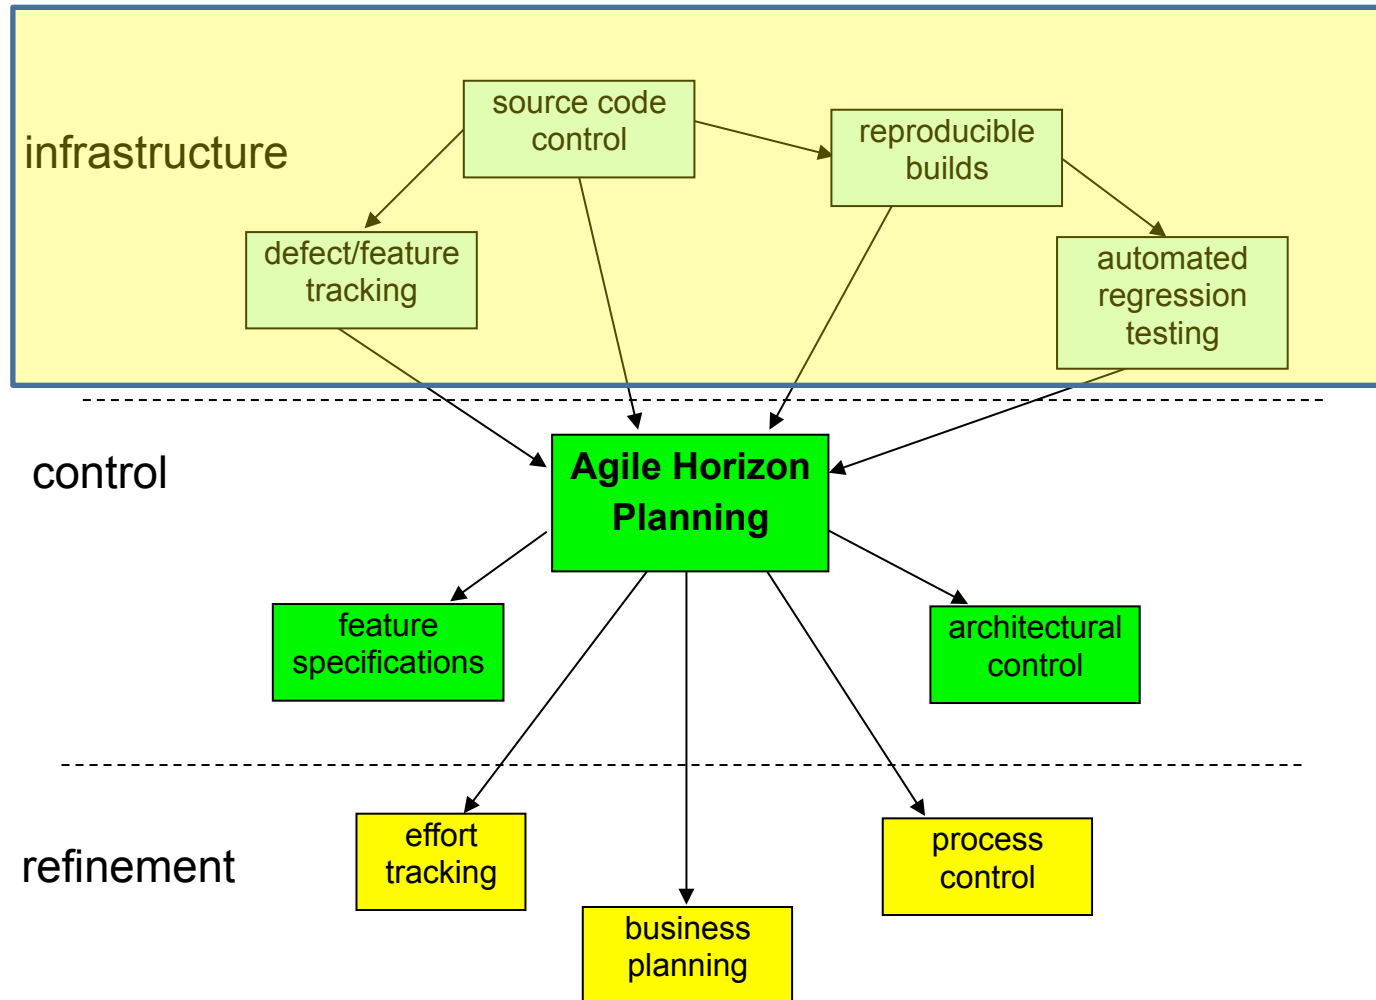 infrastructure
source code
control
reproducible
builds
defect/feature
tracking
automated
regression
testing
control
Agile Horizon
Planning
feature
specifications
architectural
control
refinement
effort
tracking
process
control
business
planning